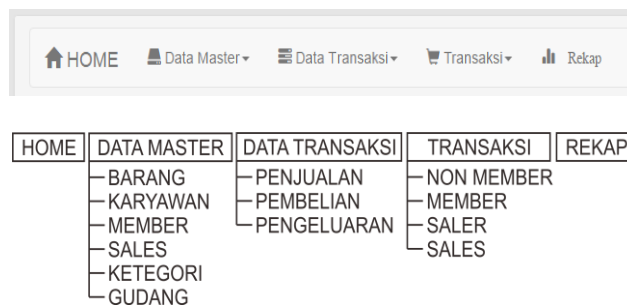 HOME Data Master Data Transaksi Transaksi Rekap
HOME DATA MASTER DATA TRANSAKSI TRANSAKSI REKAP
BARANG PENJUALAN NON MEMBER
KARYAWAN PEMBELIAN MEMBER
MEMBER PENGELUARAN SALER
SALES SALES
KETEGORI
GUDANG